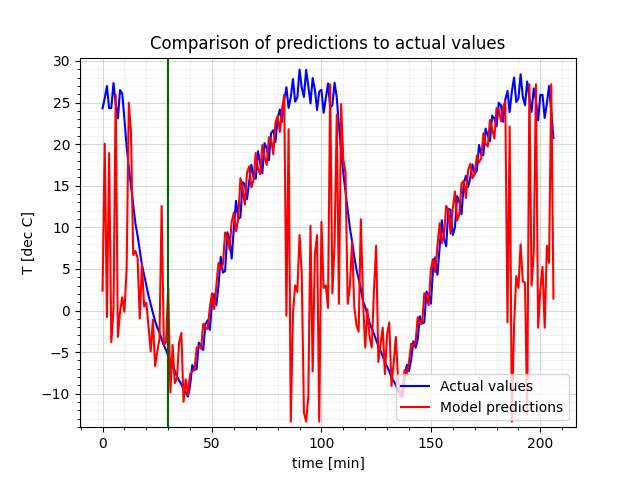 Comparison of predictions to actual values
T [dec C]
30
25
20
15
10
5
0
−5
−10
0
50
100
150
200
time [min]
Actual values
Model predictions